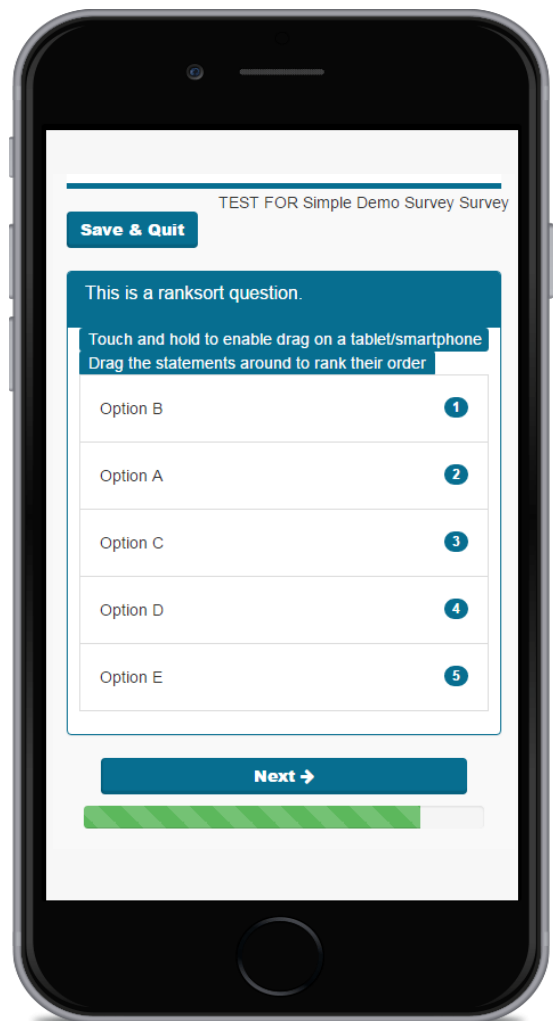 TEST FOR Simple Demo Survey Survey
Save & Quit
This is a ranksort question.
Touch and hold to enable drag on a tablet/smartphone
Drag the statements around to rank their order
Option B 1
Option A 2
Option C 3
Option D 4
Option E 5
Next →